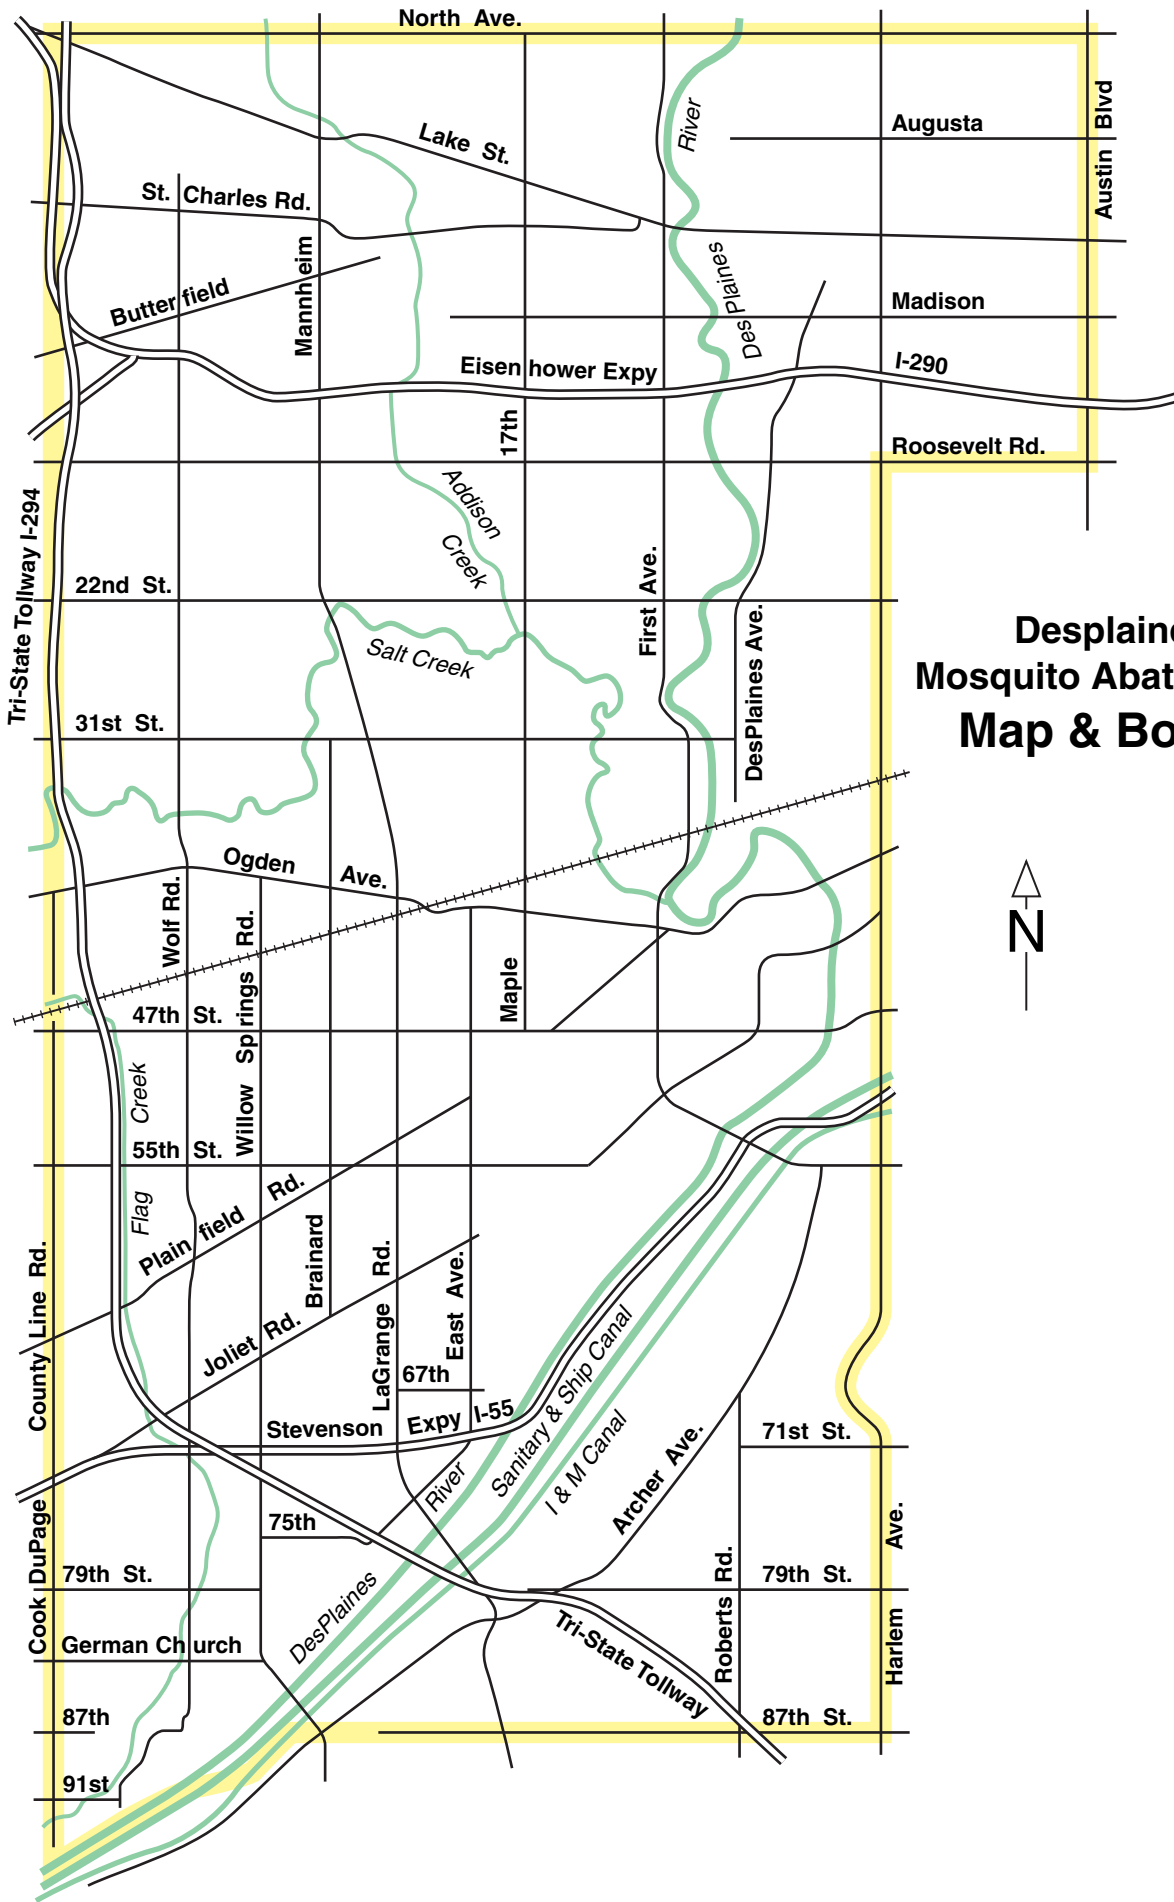 North Ave.
Augusta
Austin Blvd
River
Lake St.
St. Charles Rd.
Mannheim
Butterfield
Des Plaines
Madison
Eisenhower Expy
I-290
17th
Roosevelt Rd.
Addison
Creek
Tri-State Tollway I-294
22nd St.
First Ave.
DesPlaines Ave.
Salt Creek
31st St.
Desplaine
Mosquito Abat
Map & Bo
Ogden Ave.
Wolf Rd.
Willow Springs Rd.
Maple
N
47th St.
Creek
Flag
55th St.
Plainfield Rd.
Brainard
LaGrange Rd.
East Ave.
County Line Rd.
Joliet Rd.
67th
Stevenson Expy I-55
Sanitary & Ship Canal
I & M Canal
River
DesPlaines
Archer Ave.
71st St.
75th
Cook DuPage
79th St.
79th St.
Roberts Rd.
Harlem Ave.
German Church
Tri-State Tollway
87th
87th St.
91st